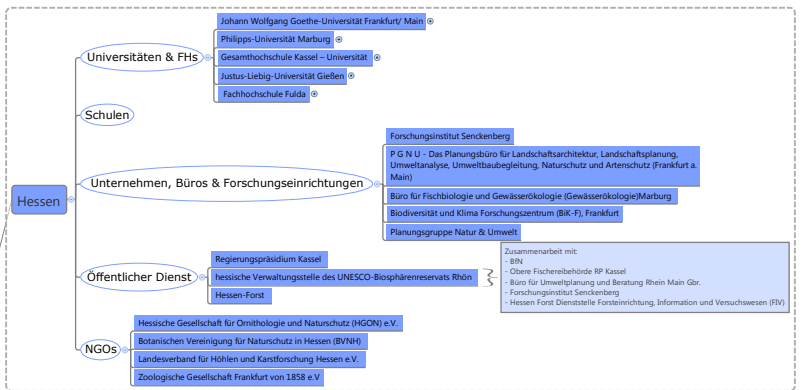 Hessen
Universitäten & FHs
Johann Wolfgang Goethe-Universität Frankfurt/ Main
Philipps-Universität Marburg
Gesamthochschule Kassel – Universität
Justus-Liebig-Universität Gießen
Fachhochschule Fulda
Schulen
Unternehmen, Büros & Forschungseinrichtungen
Forschungsinstitut Senckenberg
P G N U – Das Planungsbüro für Landschaftsarchitektur, Landschaftsplanung,
Umweltanalyse, Umweltbaubegleitung, Naturschutz und Artenschutz (Frankfurt a.
Main)
Büro für Fischbiologie und Gewässerökologie (Gewässerökologie)Marburg
Biodiversität und Klima Forschungszentrum (BiK-F), Frankfurt
Planungsgruppe Natur & Umwelt
Öffentlicher Dienst
Regierungspräsidium Kassel
hessische Verwaltungsstelle des UNESCO-Biosphärenreservats Rhön
Hessen-Forst
Zusammenarbeit mit:
- BfN
- Obere Fischereibehörde RP Kassel
- Büro für Umweltplanung und Beratung Rhein Main Gbr.
- Forschungsinstitut Senckenberg
- Hessen Forst Dienststelle Forsteinrichtung, Information und Versuchswesen (FIV)
NGOs
Hessische Gesellschaft für Ornithologie und Naturschutz (HGON) e.V.
Botanischen Vereinigung für Naturschutz in Hessen (BVNH)
Landesverband für Höhlen und Karstforschung Hessen e.V.
Zoologische Gesellschaft Frankfurt von 1858 e.V